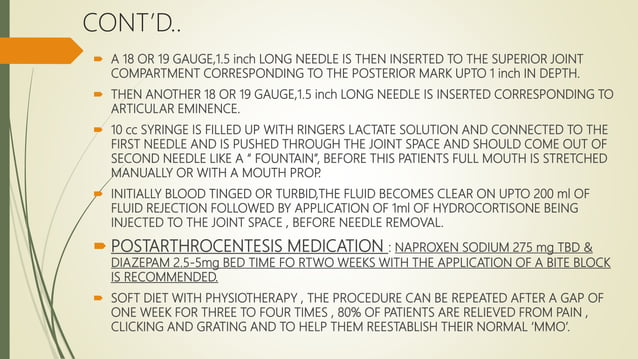 CONT'D..
A 18 OR 19 GAUGE,1.5 inch LONG NEEDLE IS THEN INSERTED TO THE SUPERIOR JOINT
COMPARTMENT CORRESPONDING TO THE POSTERIOR MARK UPTO 1 inch IN DEPTH.
THEN ANOTHER 18 OR 19 GAUGE,1.5 inch LONG NEEDLE IS INSERTED CORRESPONDING TO
ARTICULAR EMINENCE.
10 cc SYRINGE IS FILLED UP WITH RINGERS LACTATE SOLUTION AND CONNECTED TO THE
FIRST NEEDLE AND IS PUSHED THROUGH THE JOINT SPACE AND SHOULD COME OUT OF
SECOND NEEDLE LIKE A “ FOUNTAIN”, BEFORE THIS PATIENTS FULL MOUTH IS STRETCHED
MANUALLY OR WITH A MOUTH PROP.
INITIALLY BLOOD TINGED OR TURBID,THE FLUID BECOMES CLEAR ON UPTO 200 ml OF
FLUID REJECTION FOLLOWED BY APPLICATION OF 1ml OF HYDROCORTISONE BEING
INJECTED TO THE JOINT SPACE , BEFORE NEEDLE REMOVAL.
POSTARTHROCENTESIS MEDICATION : NAPROXEN SODIUM 275 mg TBD &
DIAZEPAM 2.5-5mg BED TIME FO RTWO WEEKS WITH THE APPLICATION OF A BITE BLOCK
IS RECOMMENDED.
SOFT DIET WITH PHYSIOTHERAPY , THE PROCEDURE CAN BE REPEATED AFTER A GAP OF
ONE WEEK FOR THREE TO FOUR TIMES , 80% OF PATIENTS ARE RELIEVED FROM PAIN ,
CLICKING AND GRATING AND TO HELP THEM REESTABLISH THEIR NORMAL ‘MMO’.